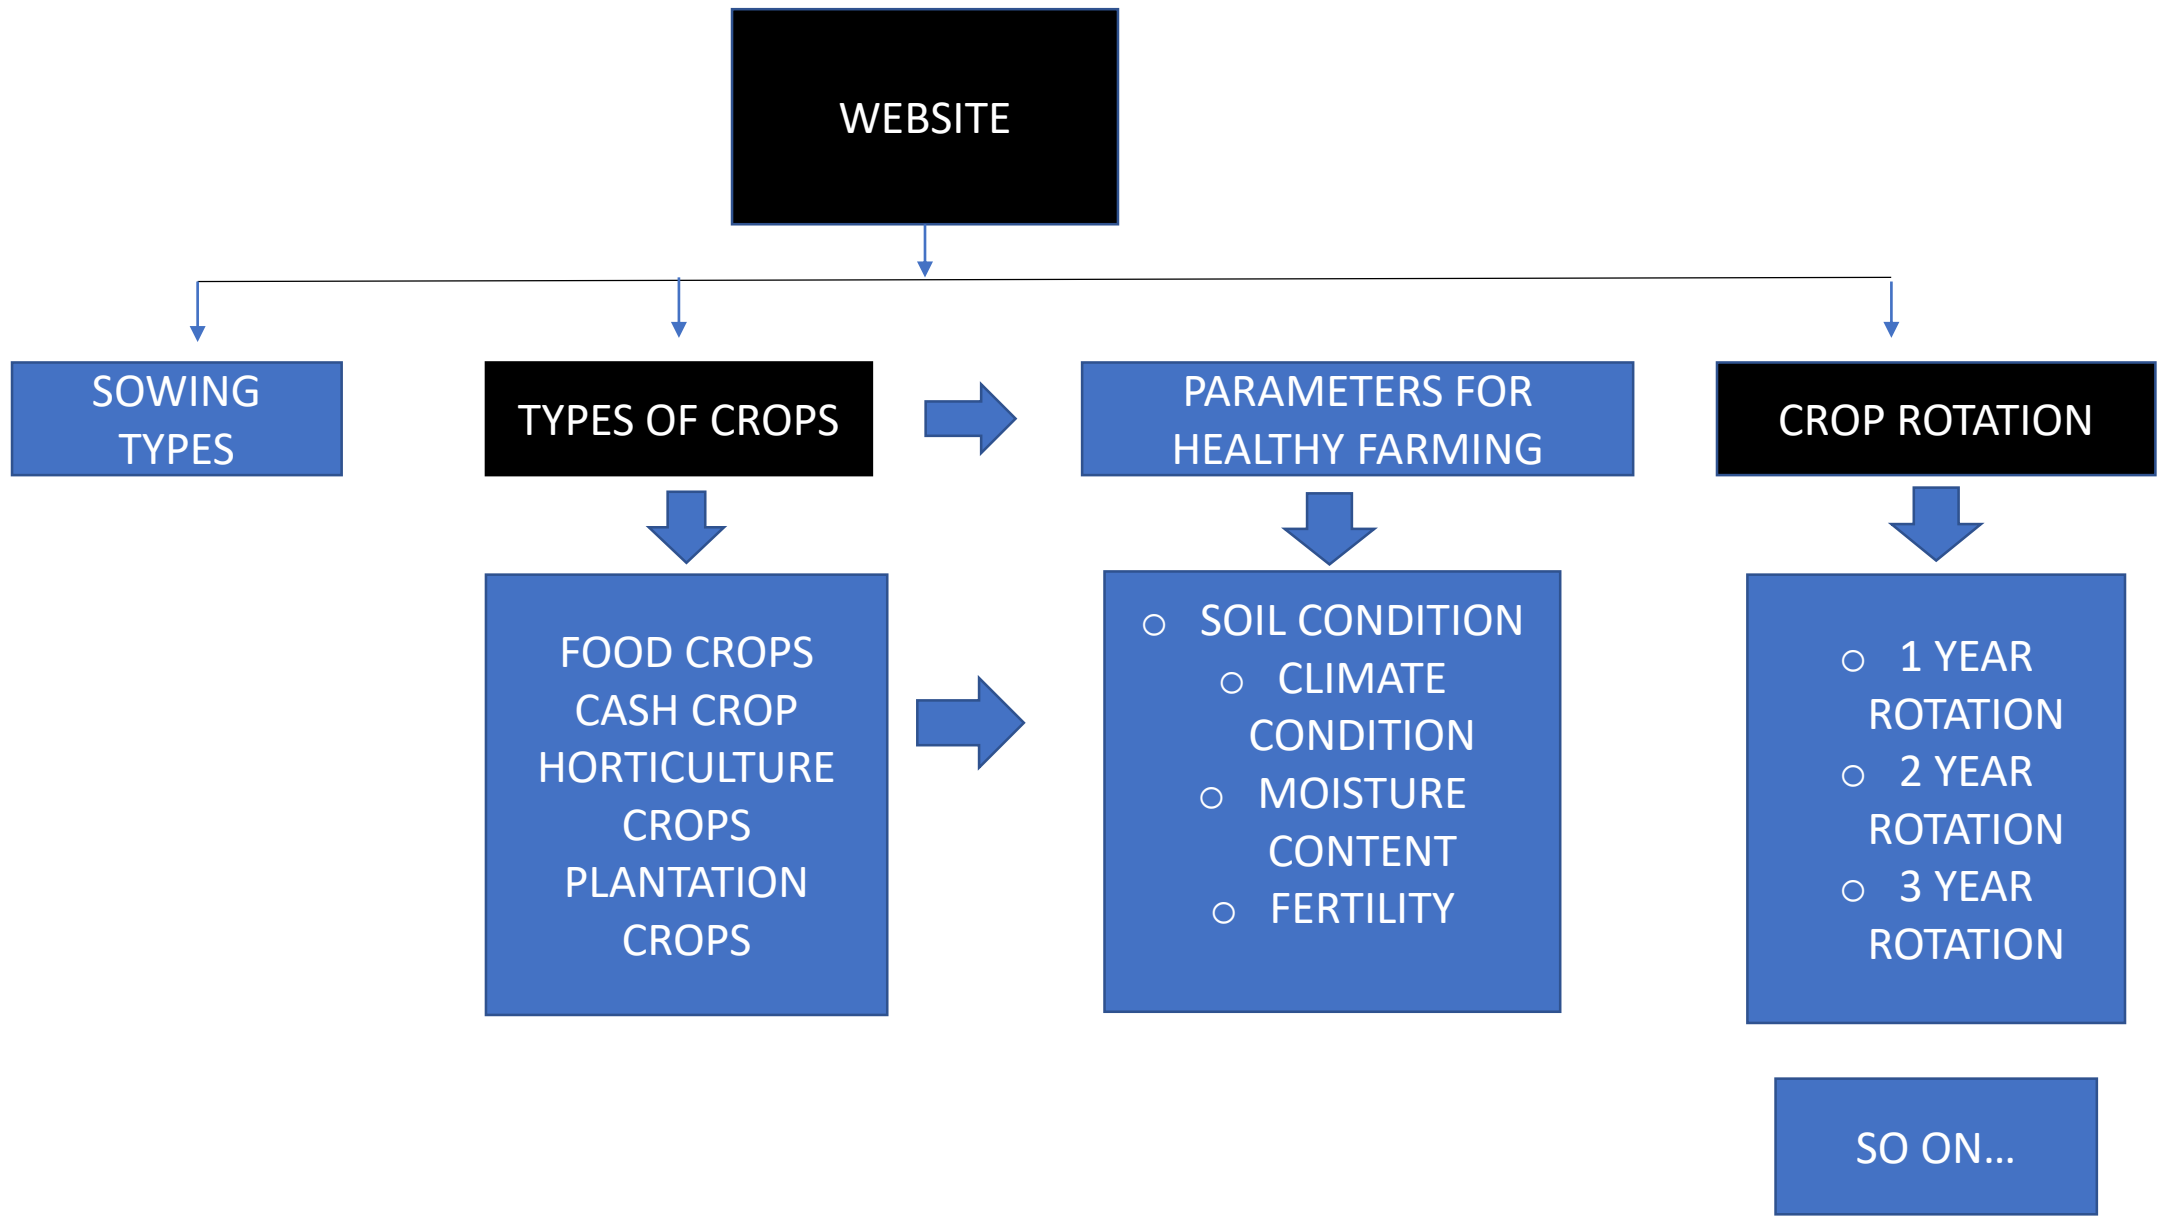 WEBSITE
SOWING
TYPES
TYPES OF CROPS
PARAMETERS FOR
HEALTHY FARMING
CROP ROTATION
FOOD CROPS
CASH CROP
HORTICULTURE
CROPS
PLANTATION
CROPS
o SOIL CONDITION
o CLIMATE
CONDITION
o MOISTURE
CONTENT
o FERTILITY
o 1 YEAR
ROTATION
o 2 YEAR
ROTATION
o 3 YEAR
ROTATION
SO ON...